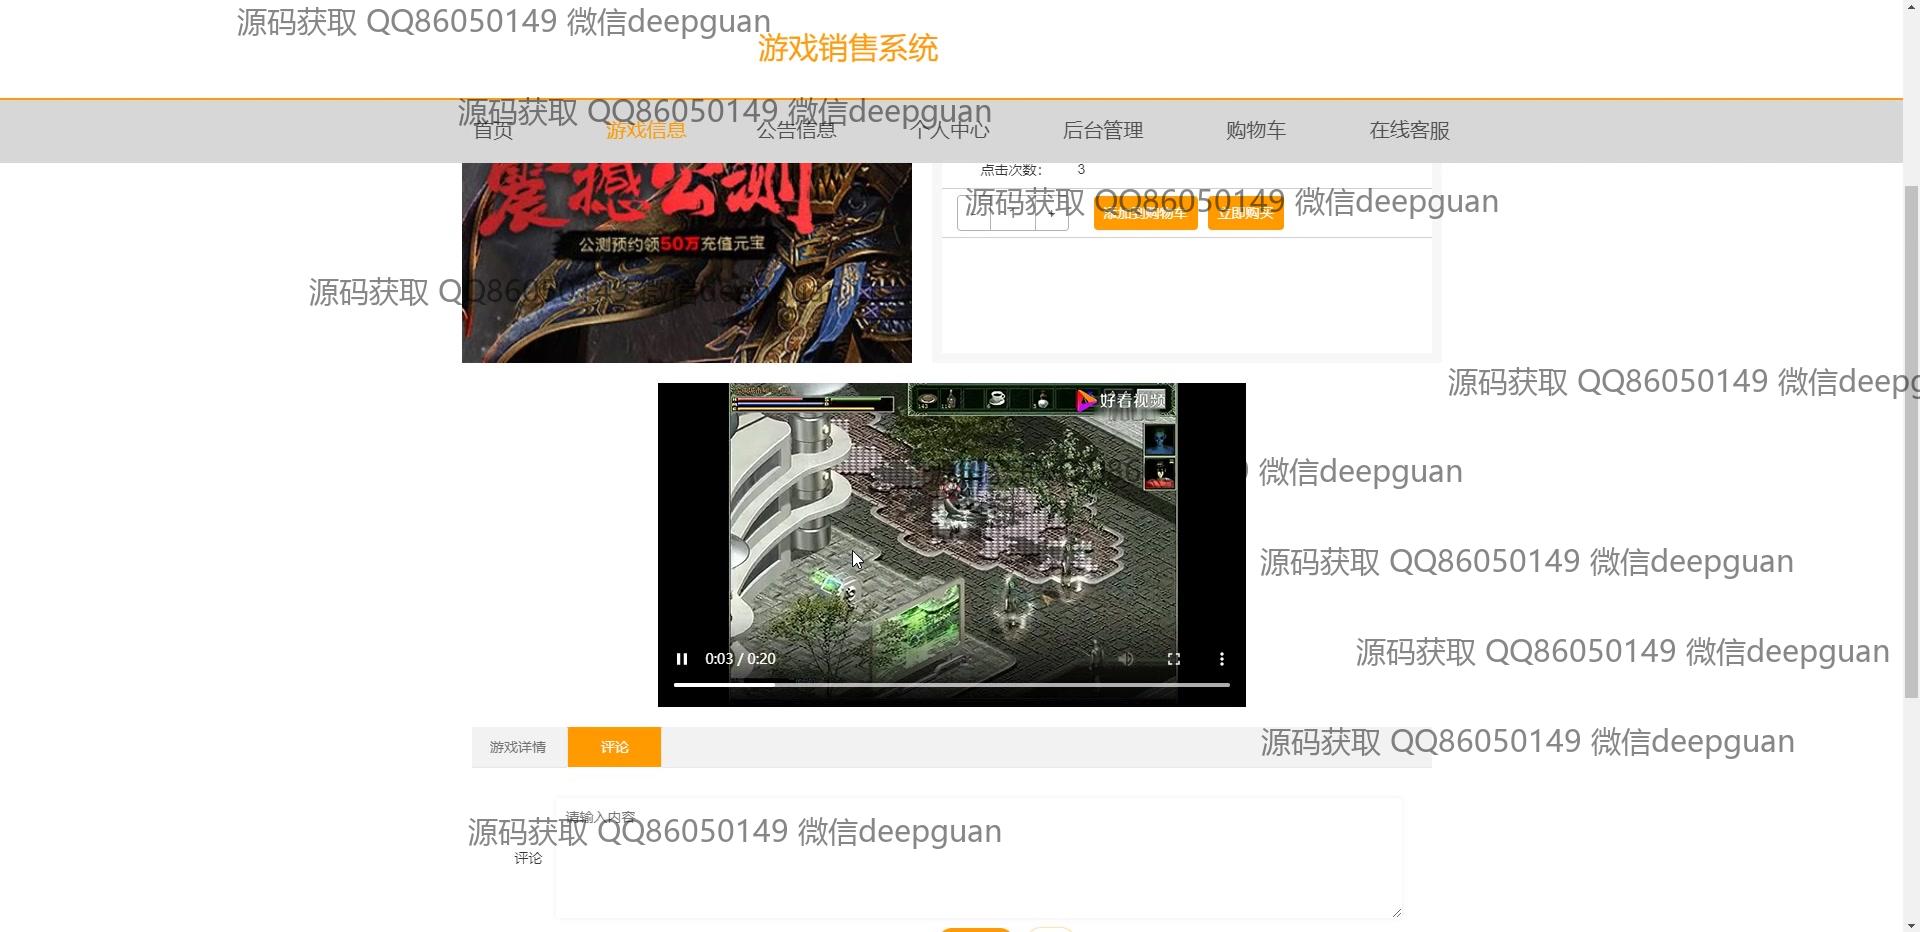 源码获取 QQ86050149 微信deepguan
游戏销售系统
源码获取 QQ86050149 微信deepguan
首页 游戏信息 公告信息 个人中心 后台管理 购物车 在线客服
点击次数： 3
震撼公测
源码获取 QQ86050149 微信deepguan
添加到购物车 立即购买
公测预约领50万充值元宝
源码获取 QQ86050149 微信deepguan
源码获取 QQ86050149 微信deepg
好看视频
微信deepguan
源码获取 QQ86050149 微信deepguan
源码获取 QQ86050149 微信deepguan
0:03 / 0:20
游戏详情 评论
源码获取 QQ86050149 微信deepguan
请输入内容
源码获取 QQ86050149 微信deepguan
评论